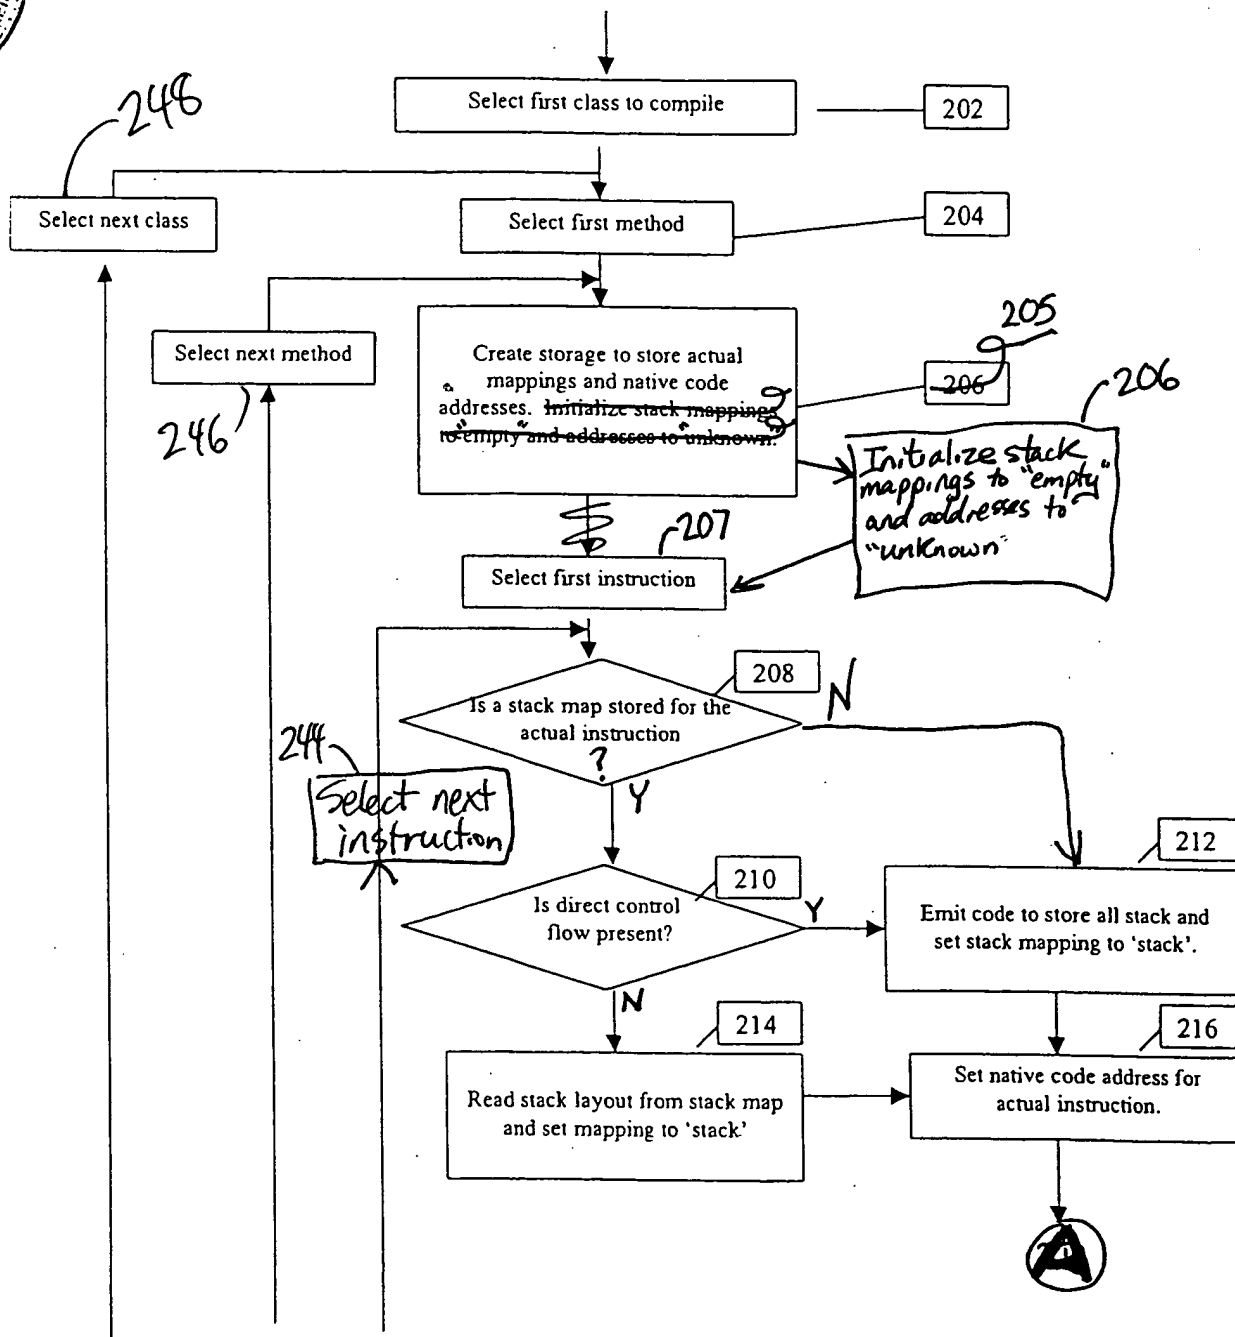 248
Select first class to compile
202
Select next class
Select first method
204
205
Select next method
Create storage to store actual
mappings and native code
addresses. Initialize stack mappings
to "empty" and addresses to "unknown."
206
206
246
Initialize stack
mappings to "empty"
and addresses to
"unknown"
207
Select first instruction
208
N
Is a stack map stored for the
actual instruction
?
244
Select next
instruction
Y
212
210
Is direct control
flow present?
Y
Emit code to store all stack and
set stack mapping to 'stack'.
N
214
216
Read stack layout from stack map
and set mapping to 'stack'
Set native code address for
actual instruction.
A